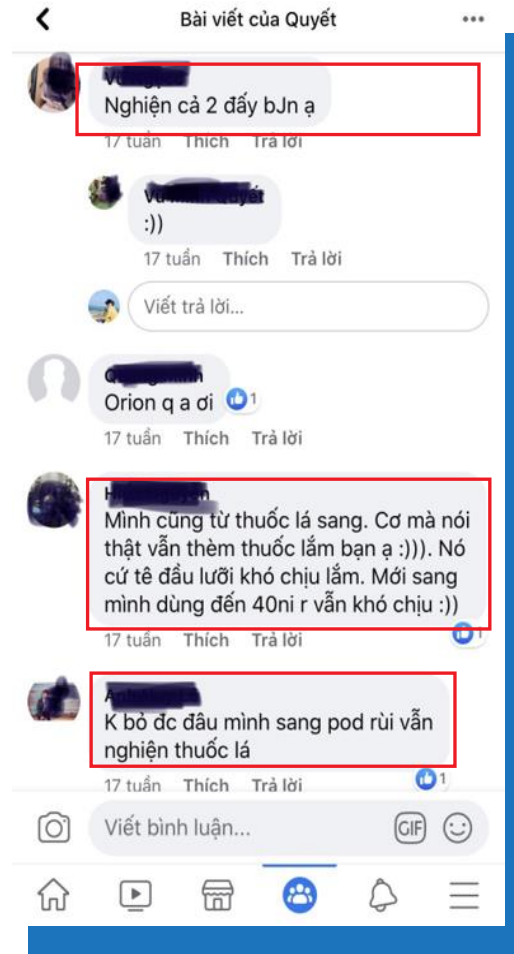 Bài viết của Quyết
Nghiện cả 2 đấy bJn ạ
17 tuần Thích Trả lời
:))
17 tuần Thích Trả lời
Viết trả lời...
Orion q a ơi 1
17 tuần Thích Trả lời
Mình cũng từ thuốc lá sang. Cơ mà nói
thật vẫn thèm thuốc lắm bạn ạ :))). Nó
cứ tê đầu lưỡi khó chịu lắm. Mới sang
mình dùng đến 40ni r vẫn khó chịu :))
17 tuần Thích Trả lời 1
K bỏ đc đâu mình sang pod rùi vẫn
nghiện thuốc lá
17 tuần Thích Trả lời 1
Viết bình luận...
GIF